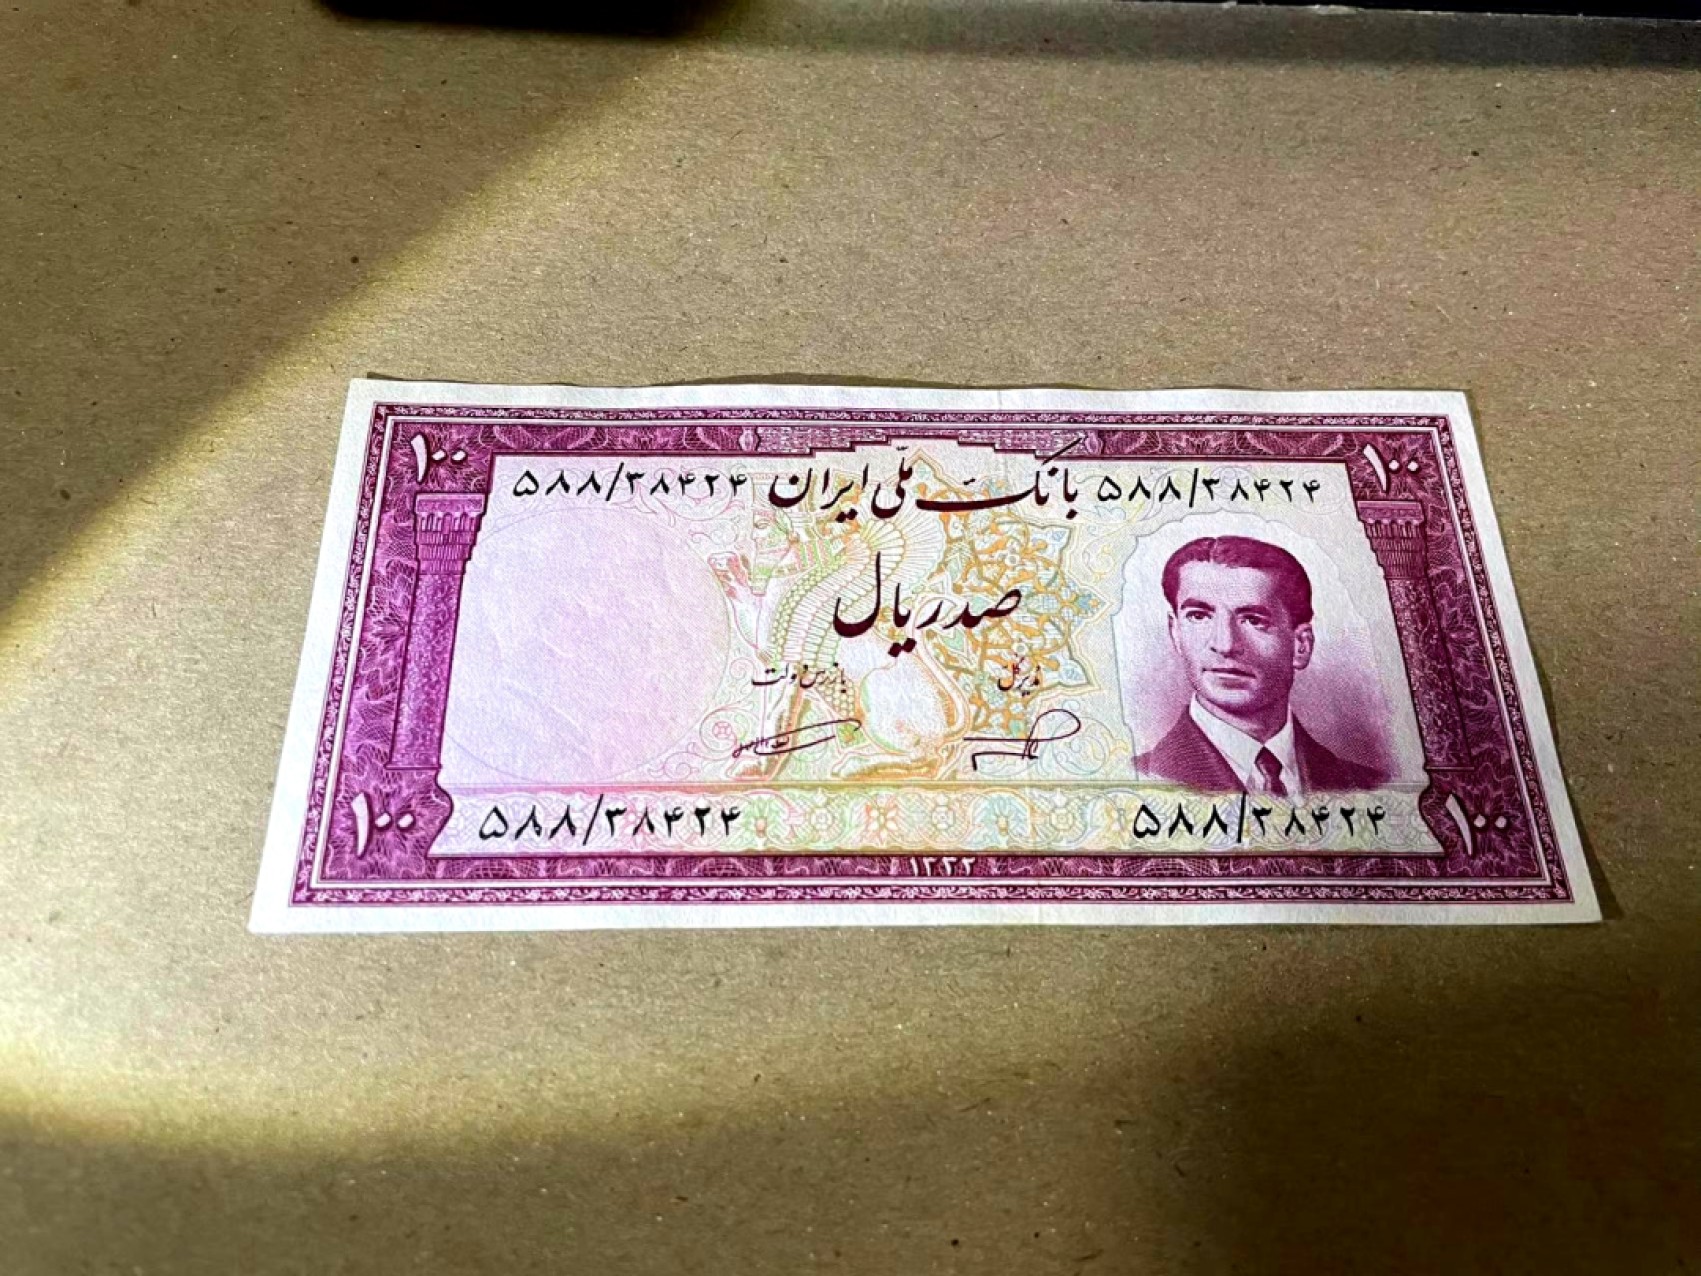 ۱۰۰ ۱۰۰
۵۸۸/۳۸۴۲۴ بانک ملّی ایران ۵۸۸/۳۸۴۲۴
صد ریال
مدیر کل بازرس دولت
۵۸۸/۳۸۴۲۴ ۵۸۸/۳۸۴۲۴
۱۰۰ ۱۰۰
۱۳۳۲